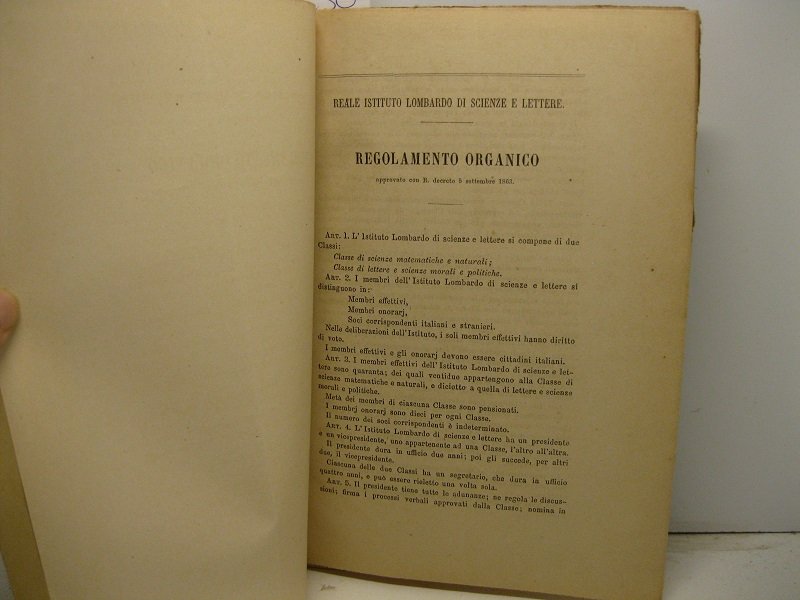 REALE ISTITUTO LOMBARDO DI SCIENZE E LETTERE.
REGOLAMENTO ORGANICO
approvato con R. decreto 5 settembre 1863.
ART. 1. L'Istituto Lombardo di scienze e lettere si compone di due
Classi:
Classe di scienze matematiche e naturali;
Classe di lettere e scienze morali e politiche.
ART. 2. I membri dell'Istituto Lombardo di scienze e lettere si
distinguono in:
Membri effettivi,
Membri onorarj,
Soci corrispondenti italiani e stranieri.
Nelle deliberazioni dell'Istituto, i soli membri effettivi hanno diritto
di voto.
I membri effettivi e gli onorarj devono essere cittadini italiani.
ART. 3. I membri effettivi dell'Istituto Lombardo di scienze e let-
tere sono quaranta; dei quali ventidue appartengono alla Classe di
scienze matematiche e naturali, e diciotto a quella di lettere e scienze
morali e politiche.
Metà dei membri di ciascuna Classe sono pensionati.
I membrj onorarj sono dieci per ogni Classe.
Il numero dei soci corrispondenti è indeterminato.
ART. 4. L'Istituto Lombardo di scienze e lettere ha un presidente
e un vicepresidente, uno appartenente ad una Classe, l'altro all'altra.
Il presidente dura in ufficio due anni; poi gli succede, per altri
due, il vicepresidente.
Ciascuna delle due Classi ha un segretario, che dura in ufficio
quattro anni, e può essere rieletto una volta sola.
ART. 5. Il presidente tiene tutte le adunanze; ne regola le discus-
sioni; firma i processi verbali approvati dalla Classe; nomina in